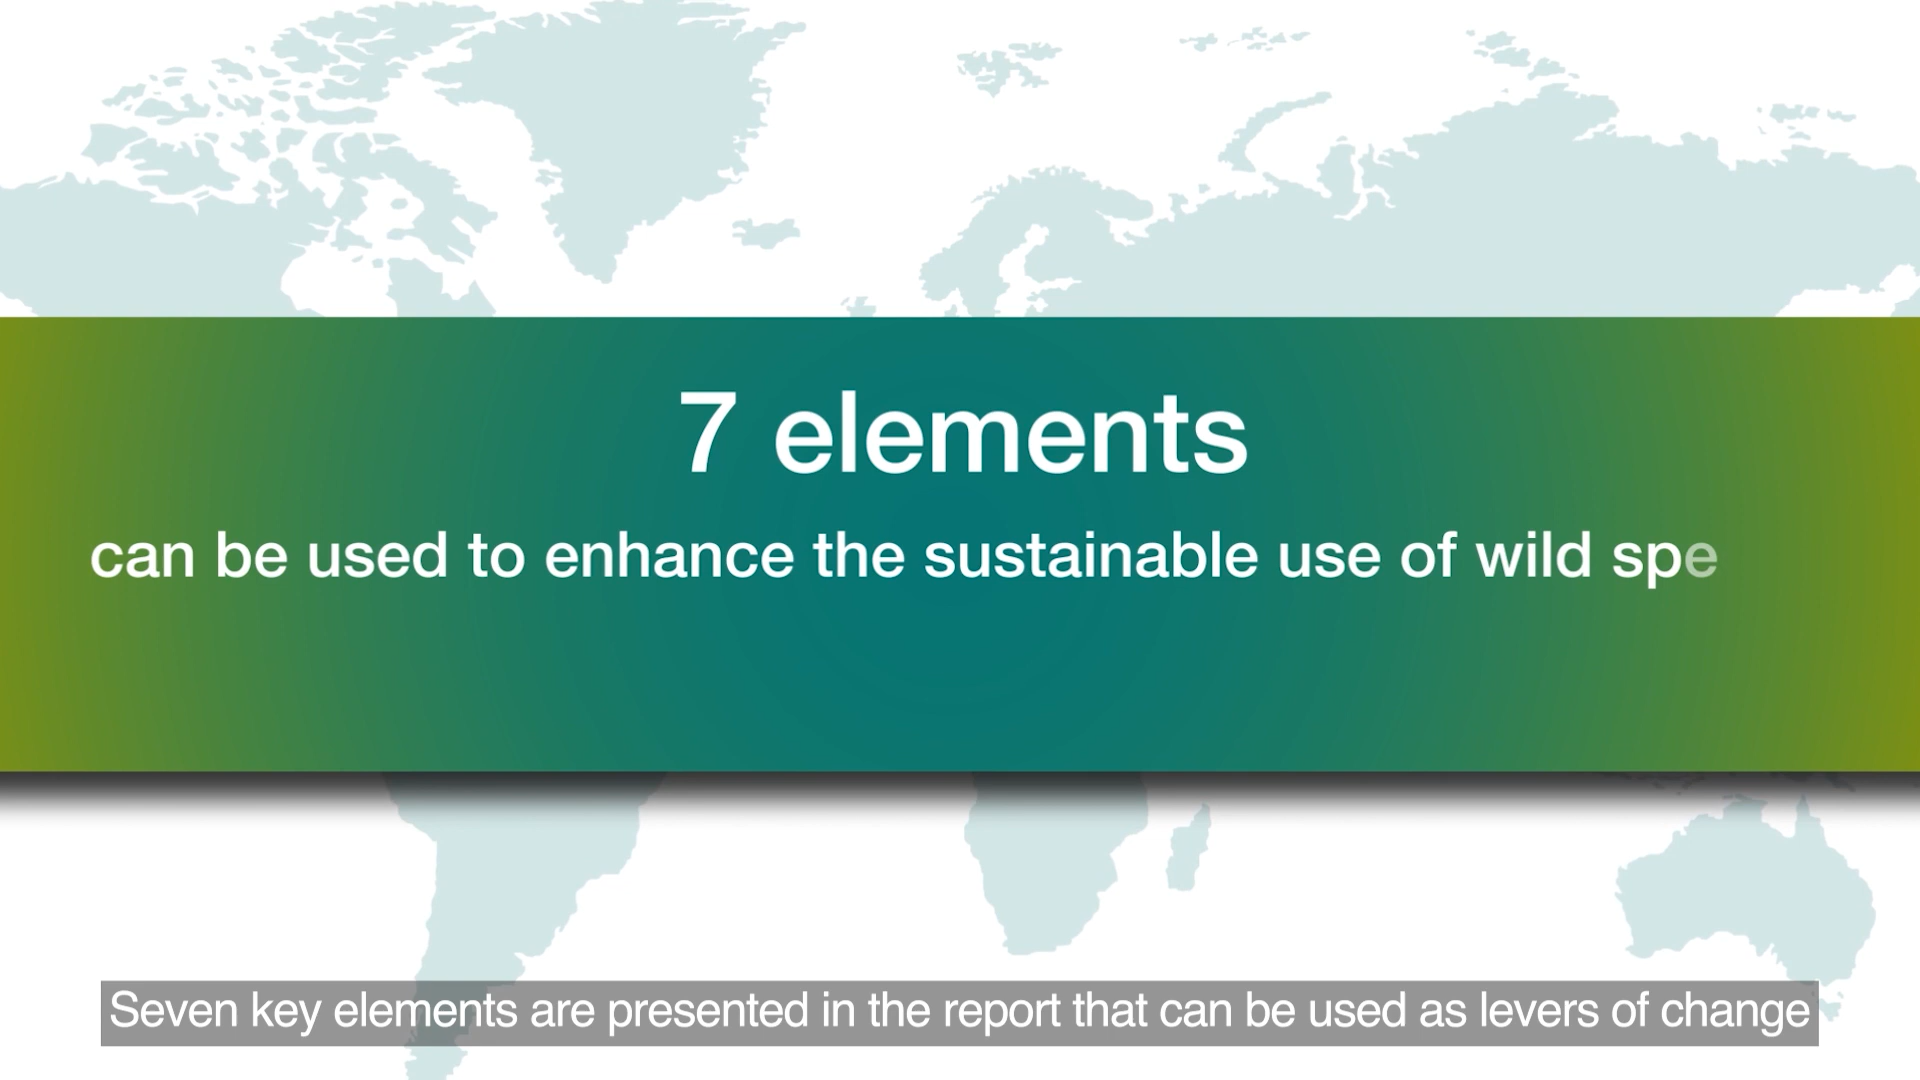 7 elements
can be used to enhance the sustainable use of wild spe
Seven key elements are presented in the report that can be used as levers of change